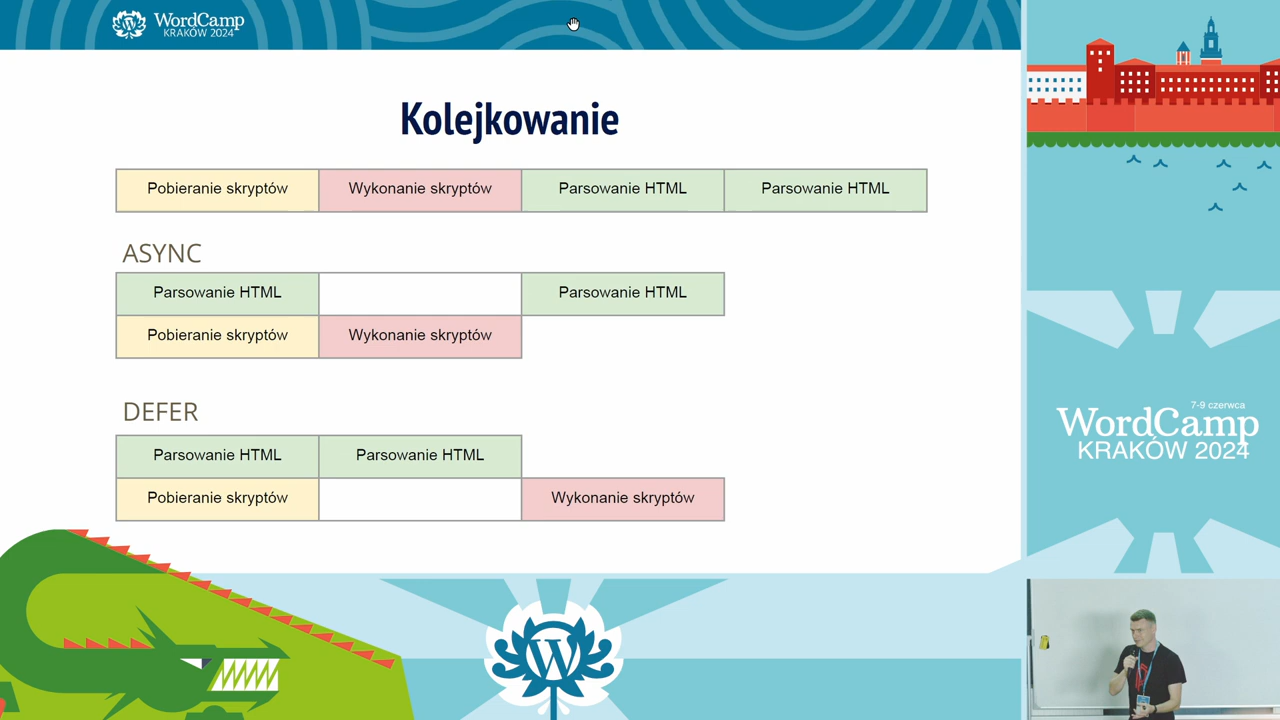 WordCamp
KRAKÓW 2024
Kolejkowanie
Pobieranie skryptów Wykonanie skryptów Parsowanie HTML Parsowanie HTML
ASYNC
Parsowanie HTML Parsowanie HTML
Pobieranie skryptów Wykonanie skryptów
DEFER
Parsowanie HTML Parsowanie HTML
Pobieranie skryptów Wykonanie skryptów
7-9 czerwca
WordCamp
KRAKÓW 2024
W